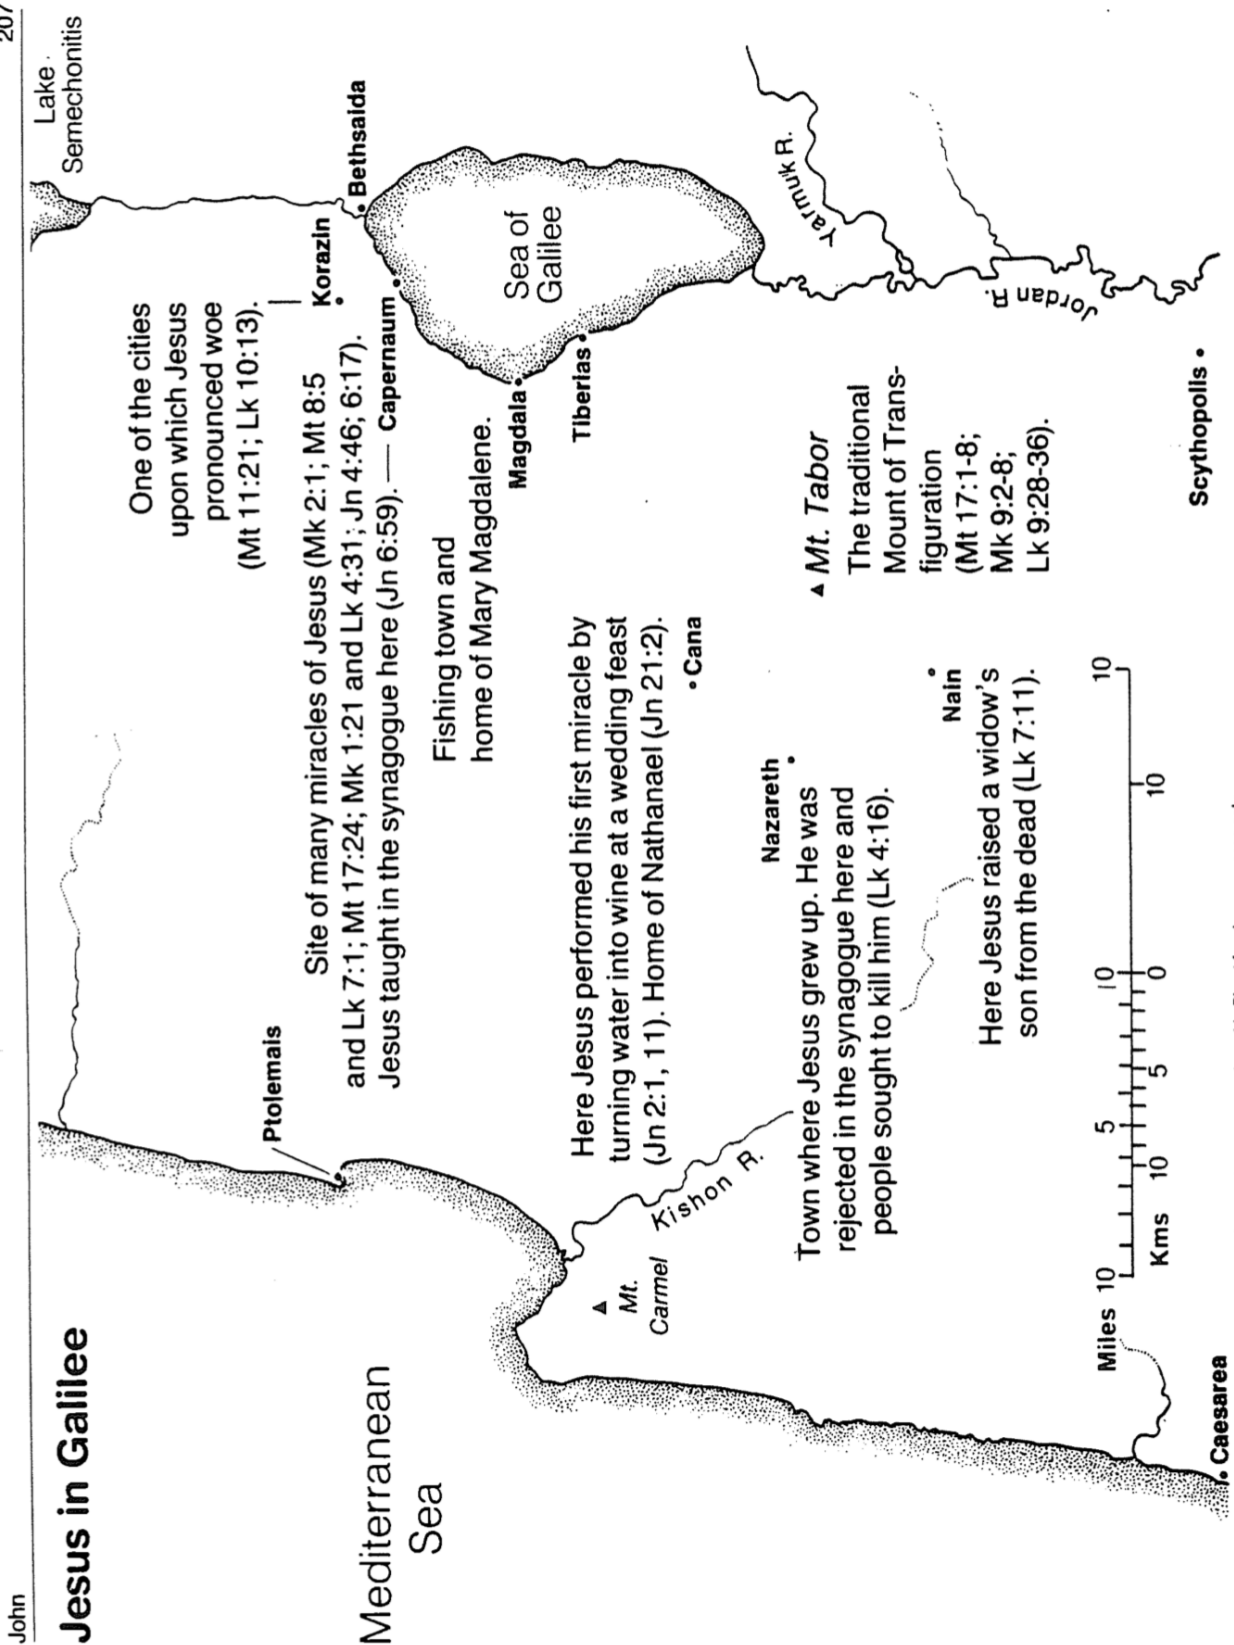 John
207
Jesus in Galilee
Lake
Semechonitis
Mediterranean
Sea
One of the cities
upon which Jesus
pronounced woe
(Mt 11:21; Lk 10:13).
Korazin
Bethsaida
Ptolemais
Site of many miracles of Jesus (Mk 2:1; Mt 8:5
and Lk 7:1; Mt 17:24; Mk 1:21 and Lk 4:31; Jn 4:46; 6:17).
Jesus taught in the synagogue here (Jn 6:59). — Capernaum
Fishing town and
home of Mary Magdalene.
Magdala
Sea of
Galilee
Tiberias
Here Jesus performed his first miracle by
turning water into wine at a wedding feast
(Jn 2:1, 11). Home of Nathanael (Jn 21:2).
Cana
Mt.
Carmel
Kishon R.
Yarmuk R.
Nazareth
Town where Jesus grew up. He was
rejected in the synagogue here and
people sought to kill him (Lk 4:16).
Mt. Tabor
The traditional
Mount of Trans-
figuration
(Mt 17:1-8;
Mk 9:2-8;
Lk 9:28-36).
Jordan R.
Nain
Here Jesus raised a widow's
son from the dead (Lk 7:11).
Miles 10 5 0 10
Kms 10 5 0 10
Scythopolis
Caesarea